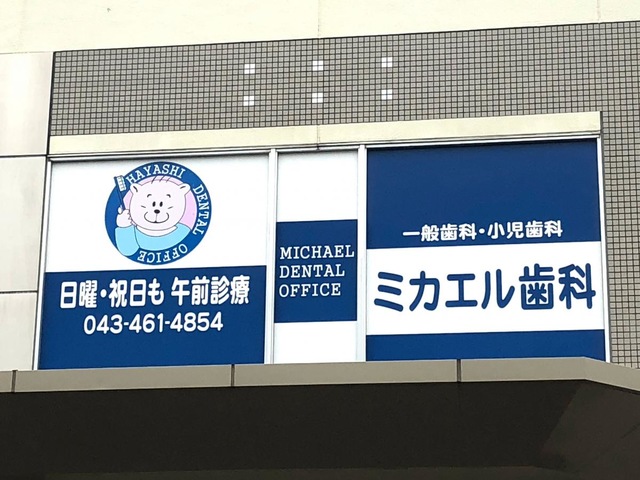 HAYASHI DENTAL OFFICE
日曜・祝日も 午前診療
043-461-4854
MICHAEL
DENTAL
OFFICE
一般歯科・小児歯科
ミカエル歯科